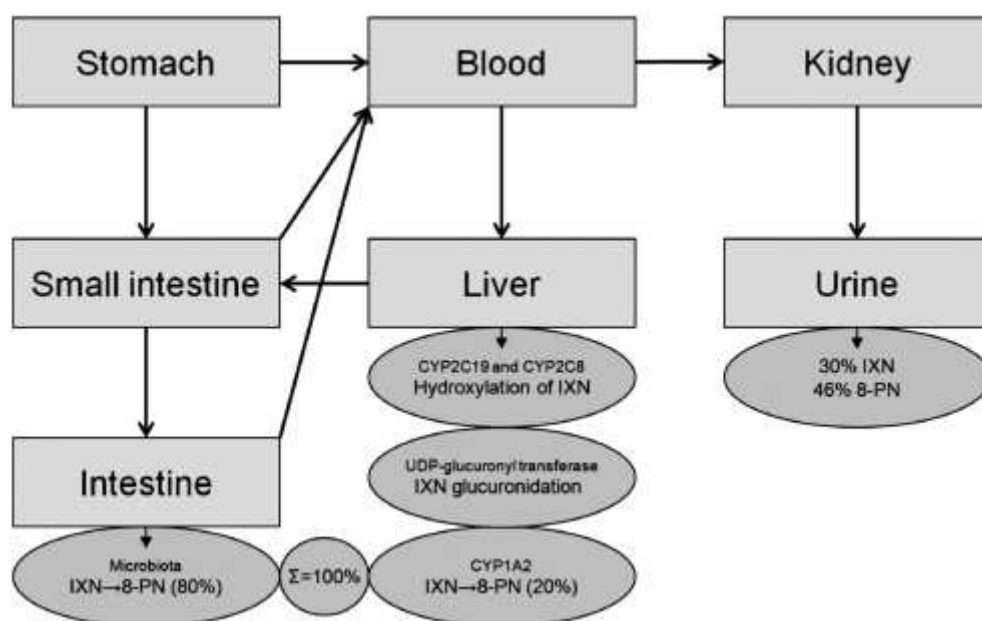 Stomach
Blood
Kidney
Small intestine
Liver
Urine
CYP2C19 and CYP2C8
Hydroxylation of IXN
30% IXN
46% 8-PN
UDP-glucuronyl transferase
IXN glucuronidation
Intestine
Microbiota
IXN→8-PN (80%)
Σ=100%
CYP1A2
IXN→8-PN (20%)